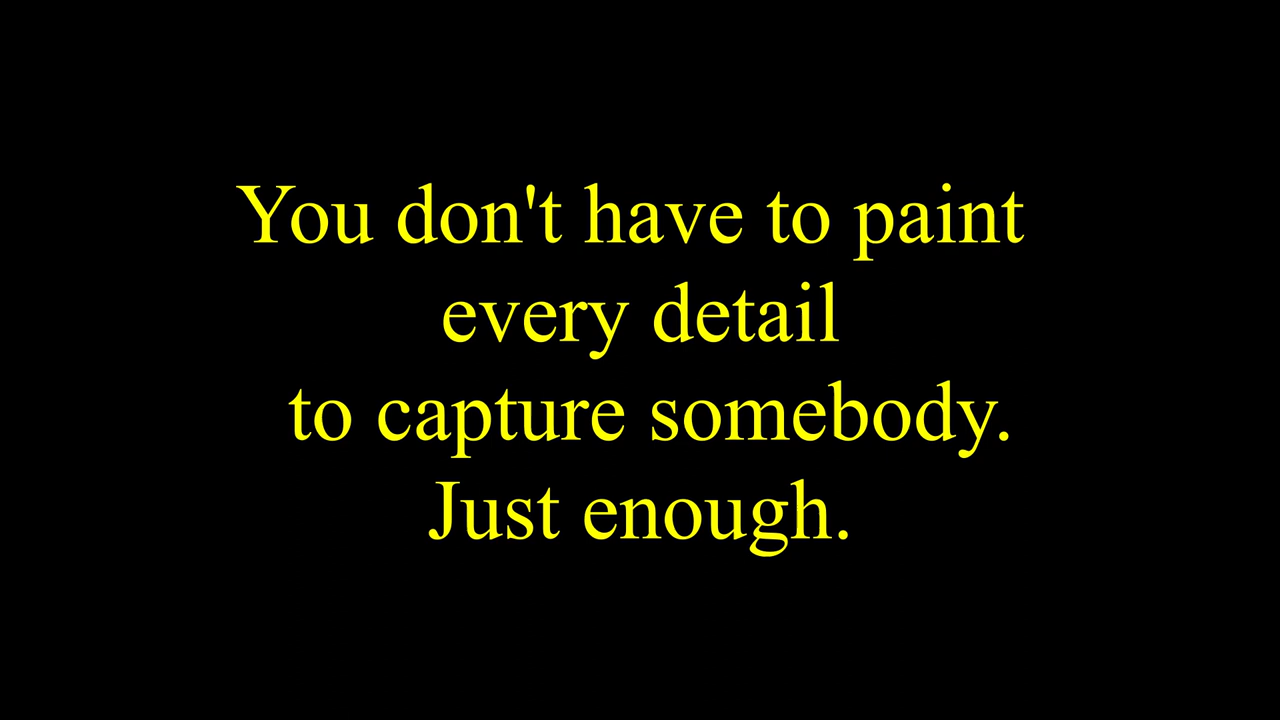 You don't have to paint
every detail
to capture somebody.
Just enough.